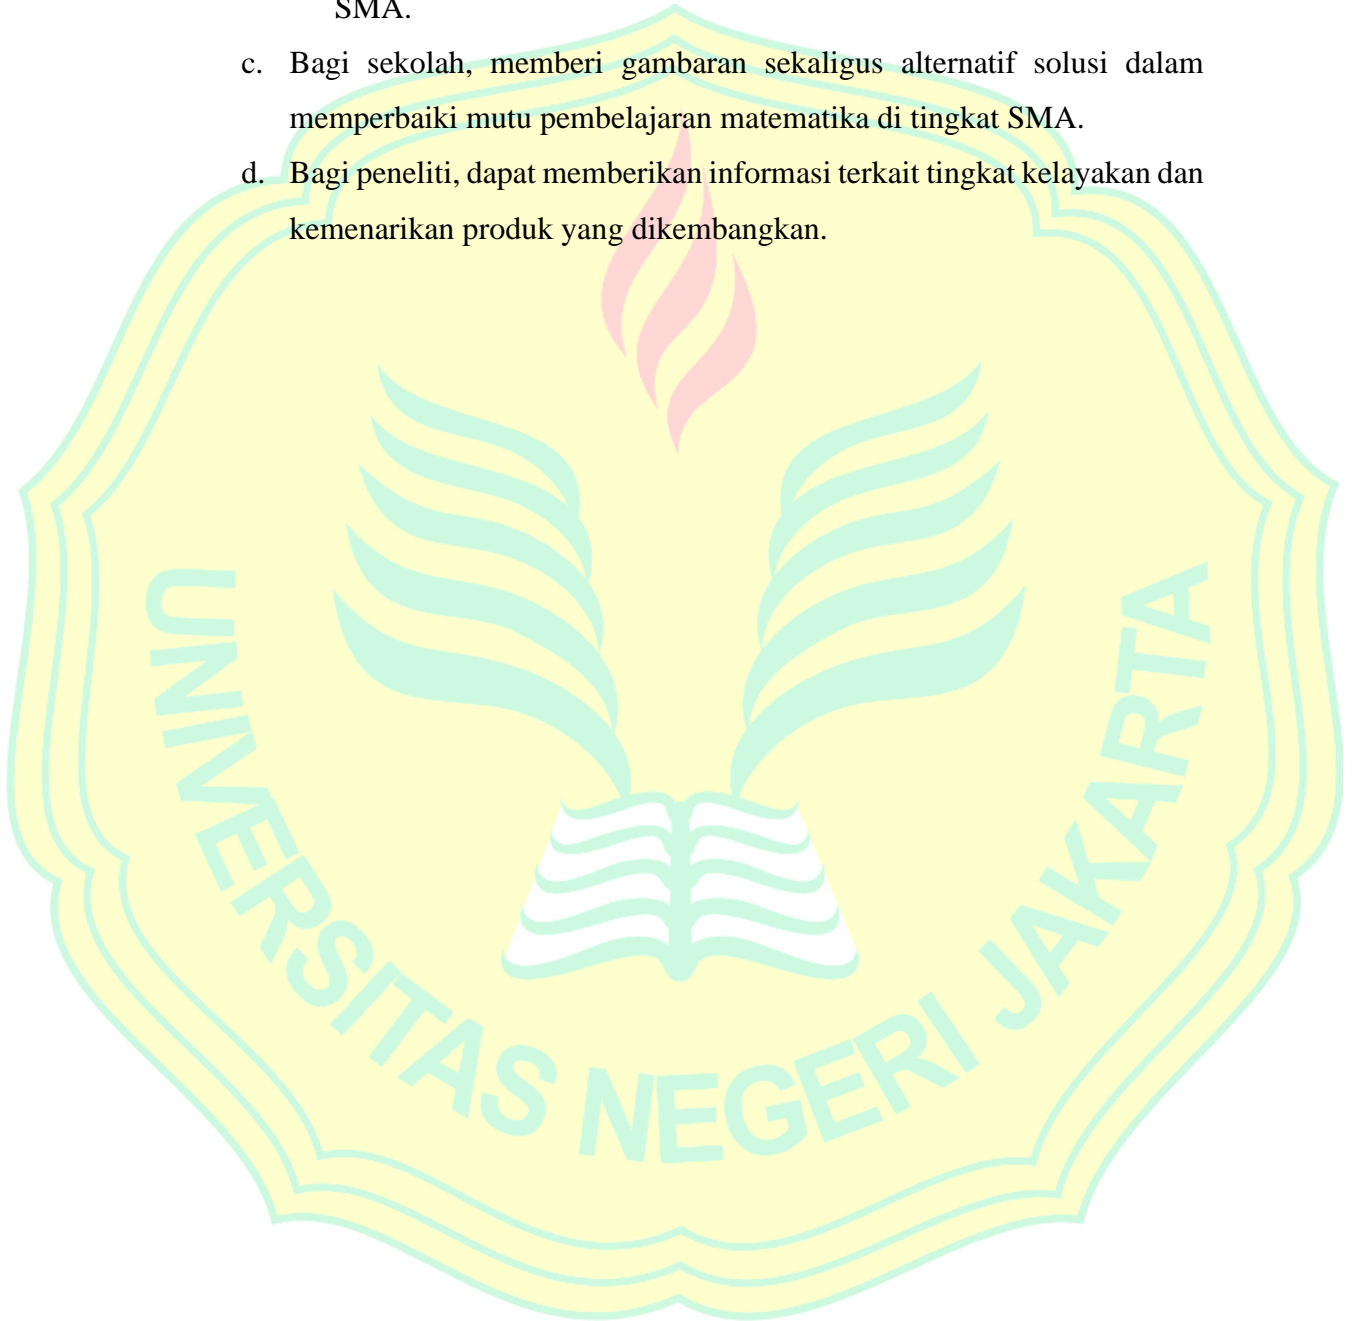 SMA.
c. Bagi sekolah, memberi gambaran sekaligus alternatif solusi dalam
memperbaiki mutu pembelajaran matematika di tingkat SMA.
d. Bagi peneliti, dapat memberikan informasi terkait tingkat kelayakan dan
kemenarikan produk yang dikembangkan.
UNIVERSITAS NEGERI JAKARTA